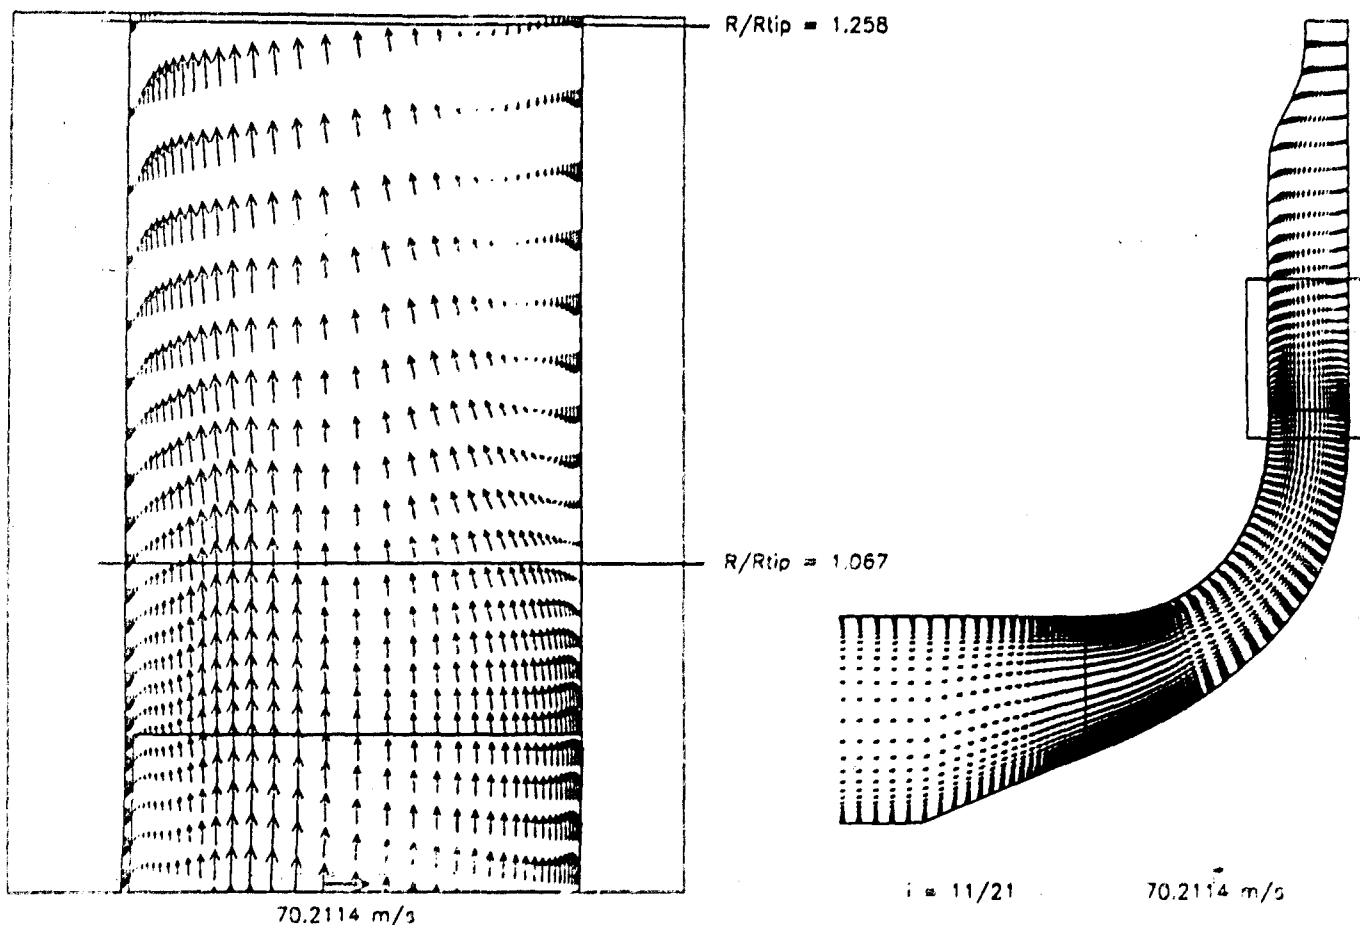 R/Rtip = 1.258
R/Rtip = 1.067
70.2114 m/s
i = 11/21
70.2114 m/s